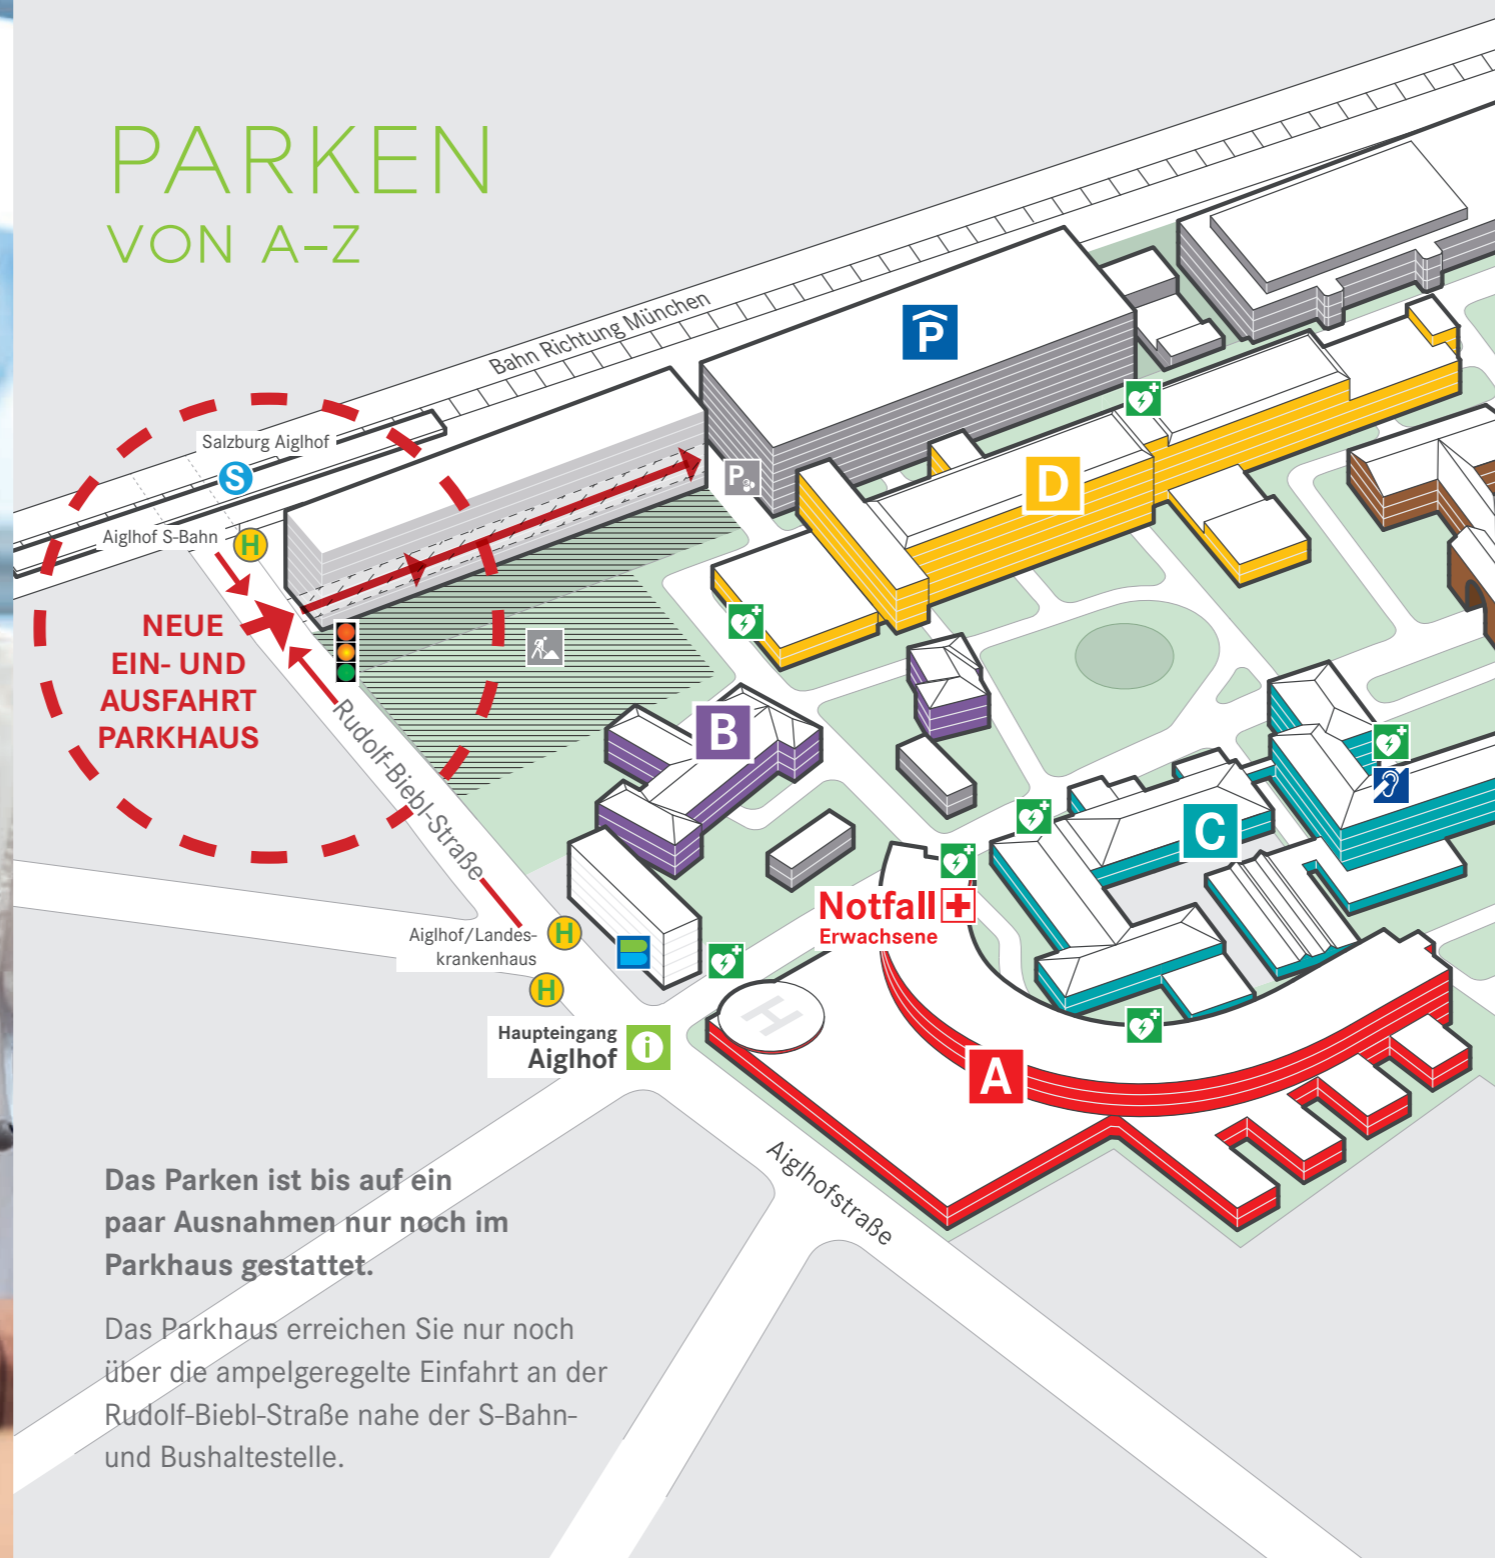 PARKEN
VON A–Z
Bahn Richtung München
P
Salzburg Aiglhof
S
Aiglhof S-Bahn
H
P
D
NEUE
EIN- UND
AUSFAHRT
PARKHAUS
Rudolf-Biebl-Straße
B
C
Notfall
Erwachsene
Aiglhof/Landes-
krankenhaus
H
H
H
Haupteingang
Aiglhof
i
A
Aiglhofstraße
Das Parken ist bis auf ein
paar Ausnahmen nur noch im
Parkhaus gestattet.
Das Parkhaus erreichen Sie nur noch
über die ampelgeregelte Einfahrt an der
Rudolf-Biebl-Straße nahe der S-Bahn-
und Bushaltestelle.